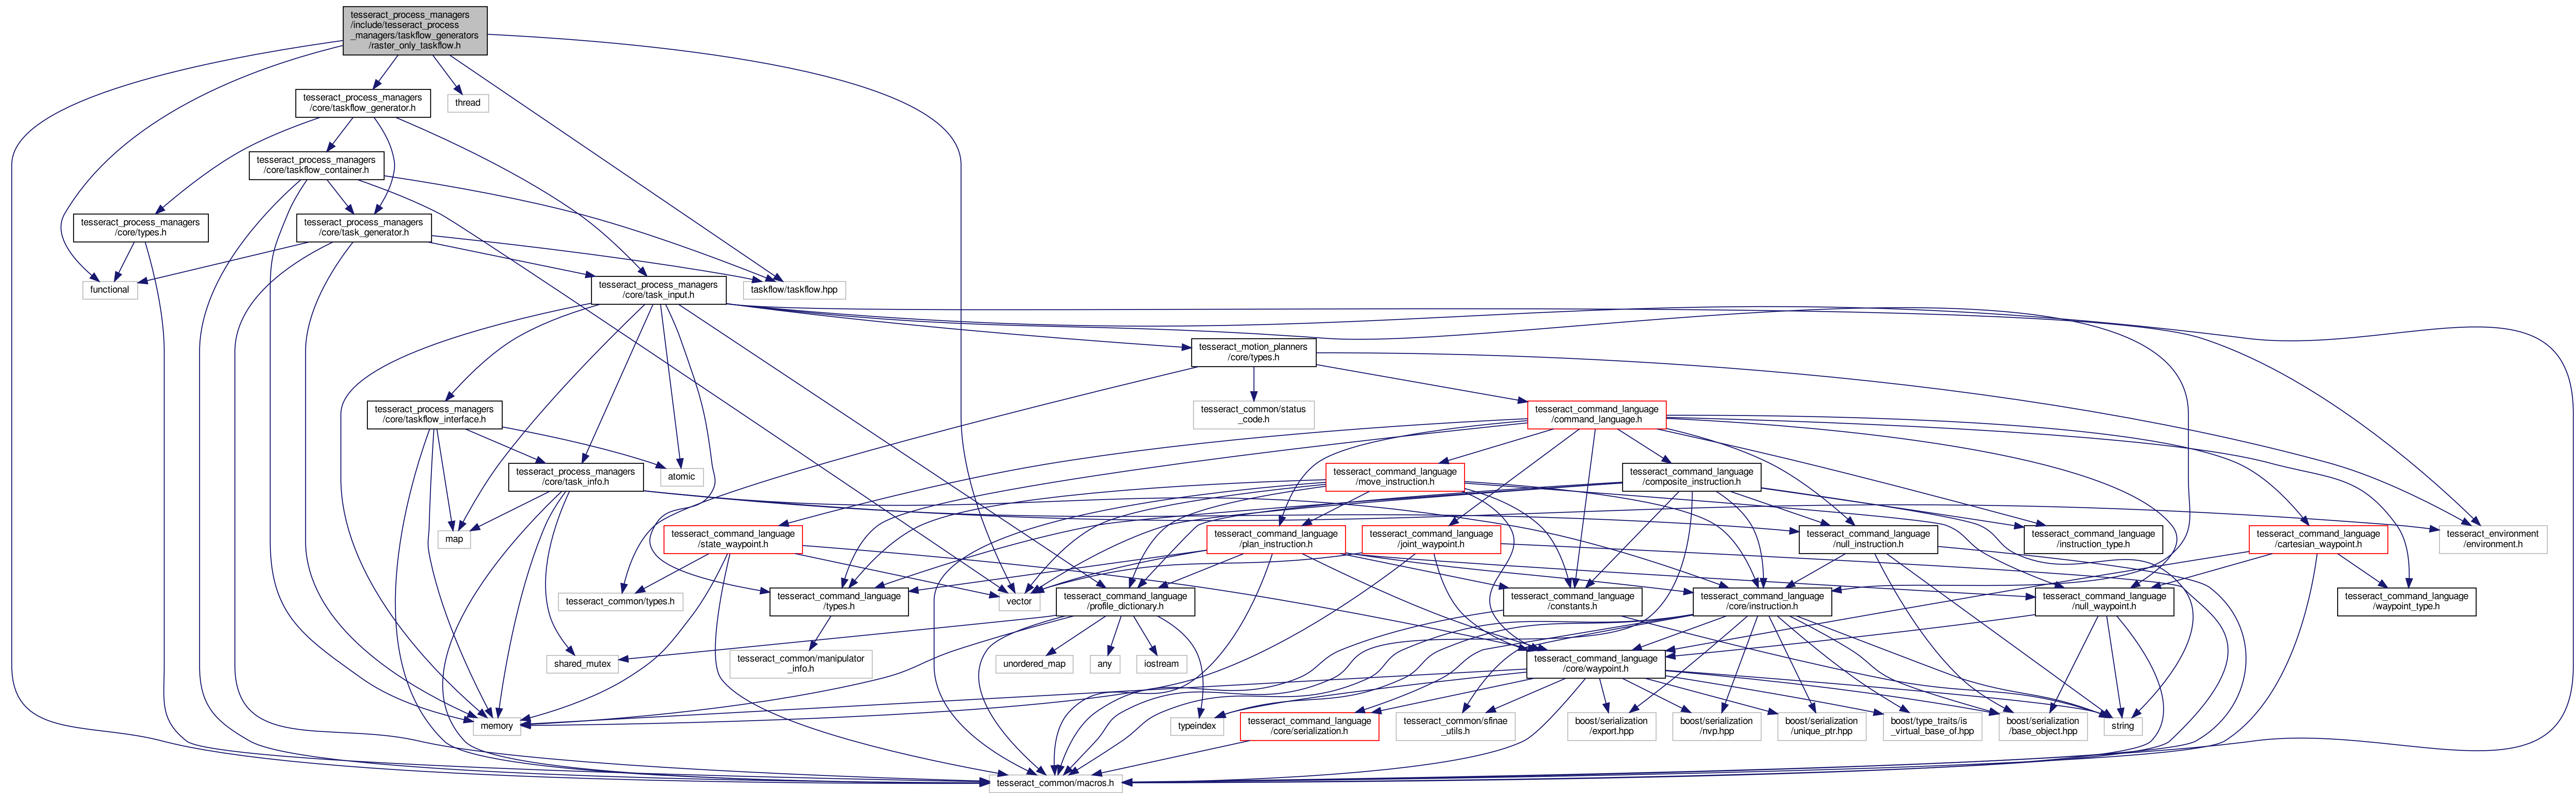 tesseract_process_managers
/include/tesseract_process
_managers/taskflow_generators
/raster_only_taskflow.h
tesseract_process_managers
/core/taskflow_generator.h
thread
tesseract_process_managers
/core/taskflow_container.h
tesseract_process_managers
/core/types.h
tesseract_process_managers
/core/task_generator.h
functional
tesseract_process_managers
/core/task_input.h
taskflow/taskflow.hpp
tesseract_motion_planners
/core/types.h
tesseract_process_managers
/core/taskflow_interface.h
tesseract_common/status
_code.h
tesseract_command_language
/command_language.h
tesseract_process_managers
/core/task_info.h
atomic
tesseract_command_language
/move_instruction.h
tesseract_command_language
/composite_instruction.h
map
tesseract_command_language
/state_waypoint.h
tesseract_command_language
/plan_instruction.h
tesseract_command_language
/joint_waypoint.h
tesseract_command_language
/null_instruction.h
tesseract_command_language
/instruction_type.h
tesseract_command_language
/cartesian_waypoint.h
tesseract_environment
/environment.h
tesseract_common/types.h
tesseract_command_language
/types.h
vector
tesseract_command_language
/profile_dictionary.h
tesseract_command_language
/constants.h
tesseract_command_language
/core/instruction.h
tesseract_command_language
/null_waypoint.h
tesseract_command_language
/waypoint_type.h
shared_mutex
tesseract_common/manipulator
_info.h
unordered_map
any
iostream
tesseract_command_language
/core/waypoint.h
memory
typeindex
tesseract_command_language
/core/serialization.h
tesseract_common/sfinae
_utils.h
boost/serialization
/export.hpp
boost/serialization
/nvp.hpp
boost/serialization
/unique_ptr.hpp
boost/type_traits/is
_virtual_base_of.hpp
boost/serialization
/base_object.hpp
string
tesseract_common/macros.h